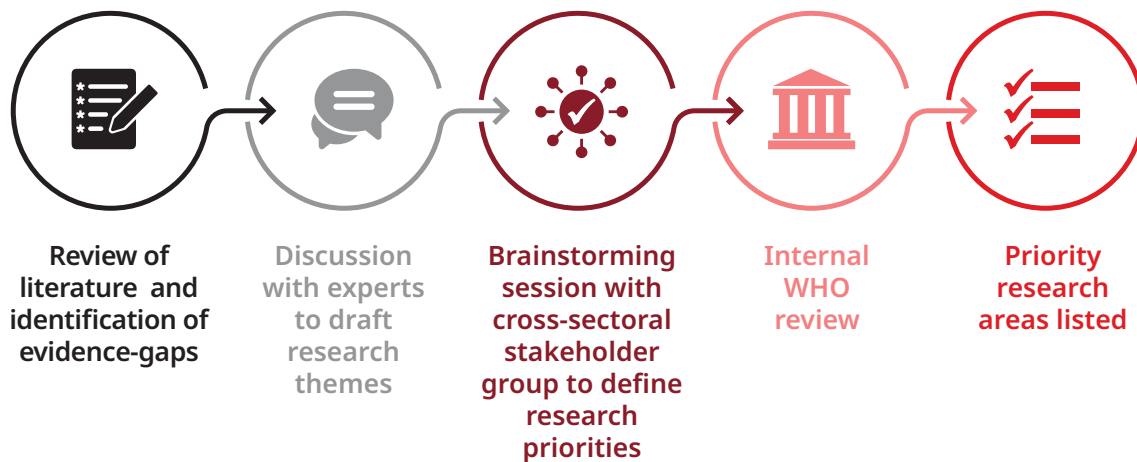 Review of
literature and
identification of
evidence-gaps
Discussion
with experts
to draft
research
themes
Brainstorming
session with
cross-sectoral
stakeholder
group to define
research
priorities
Internal
WHO
review
Priority
research
areas listed